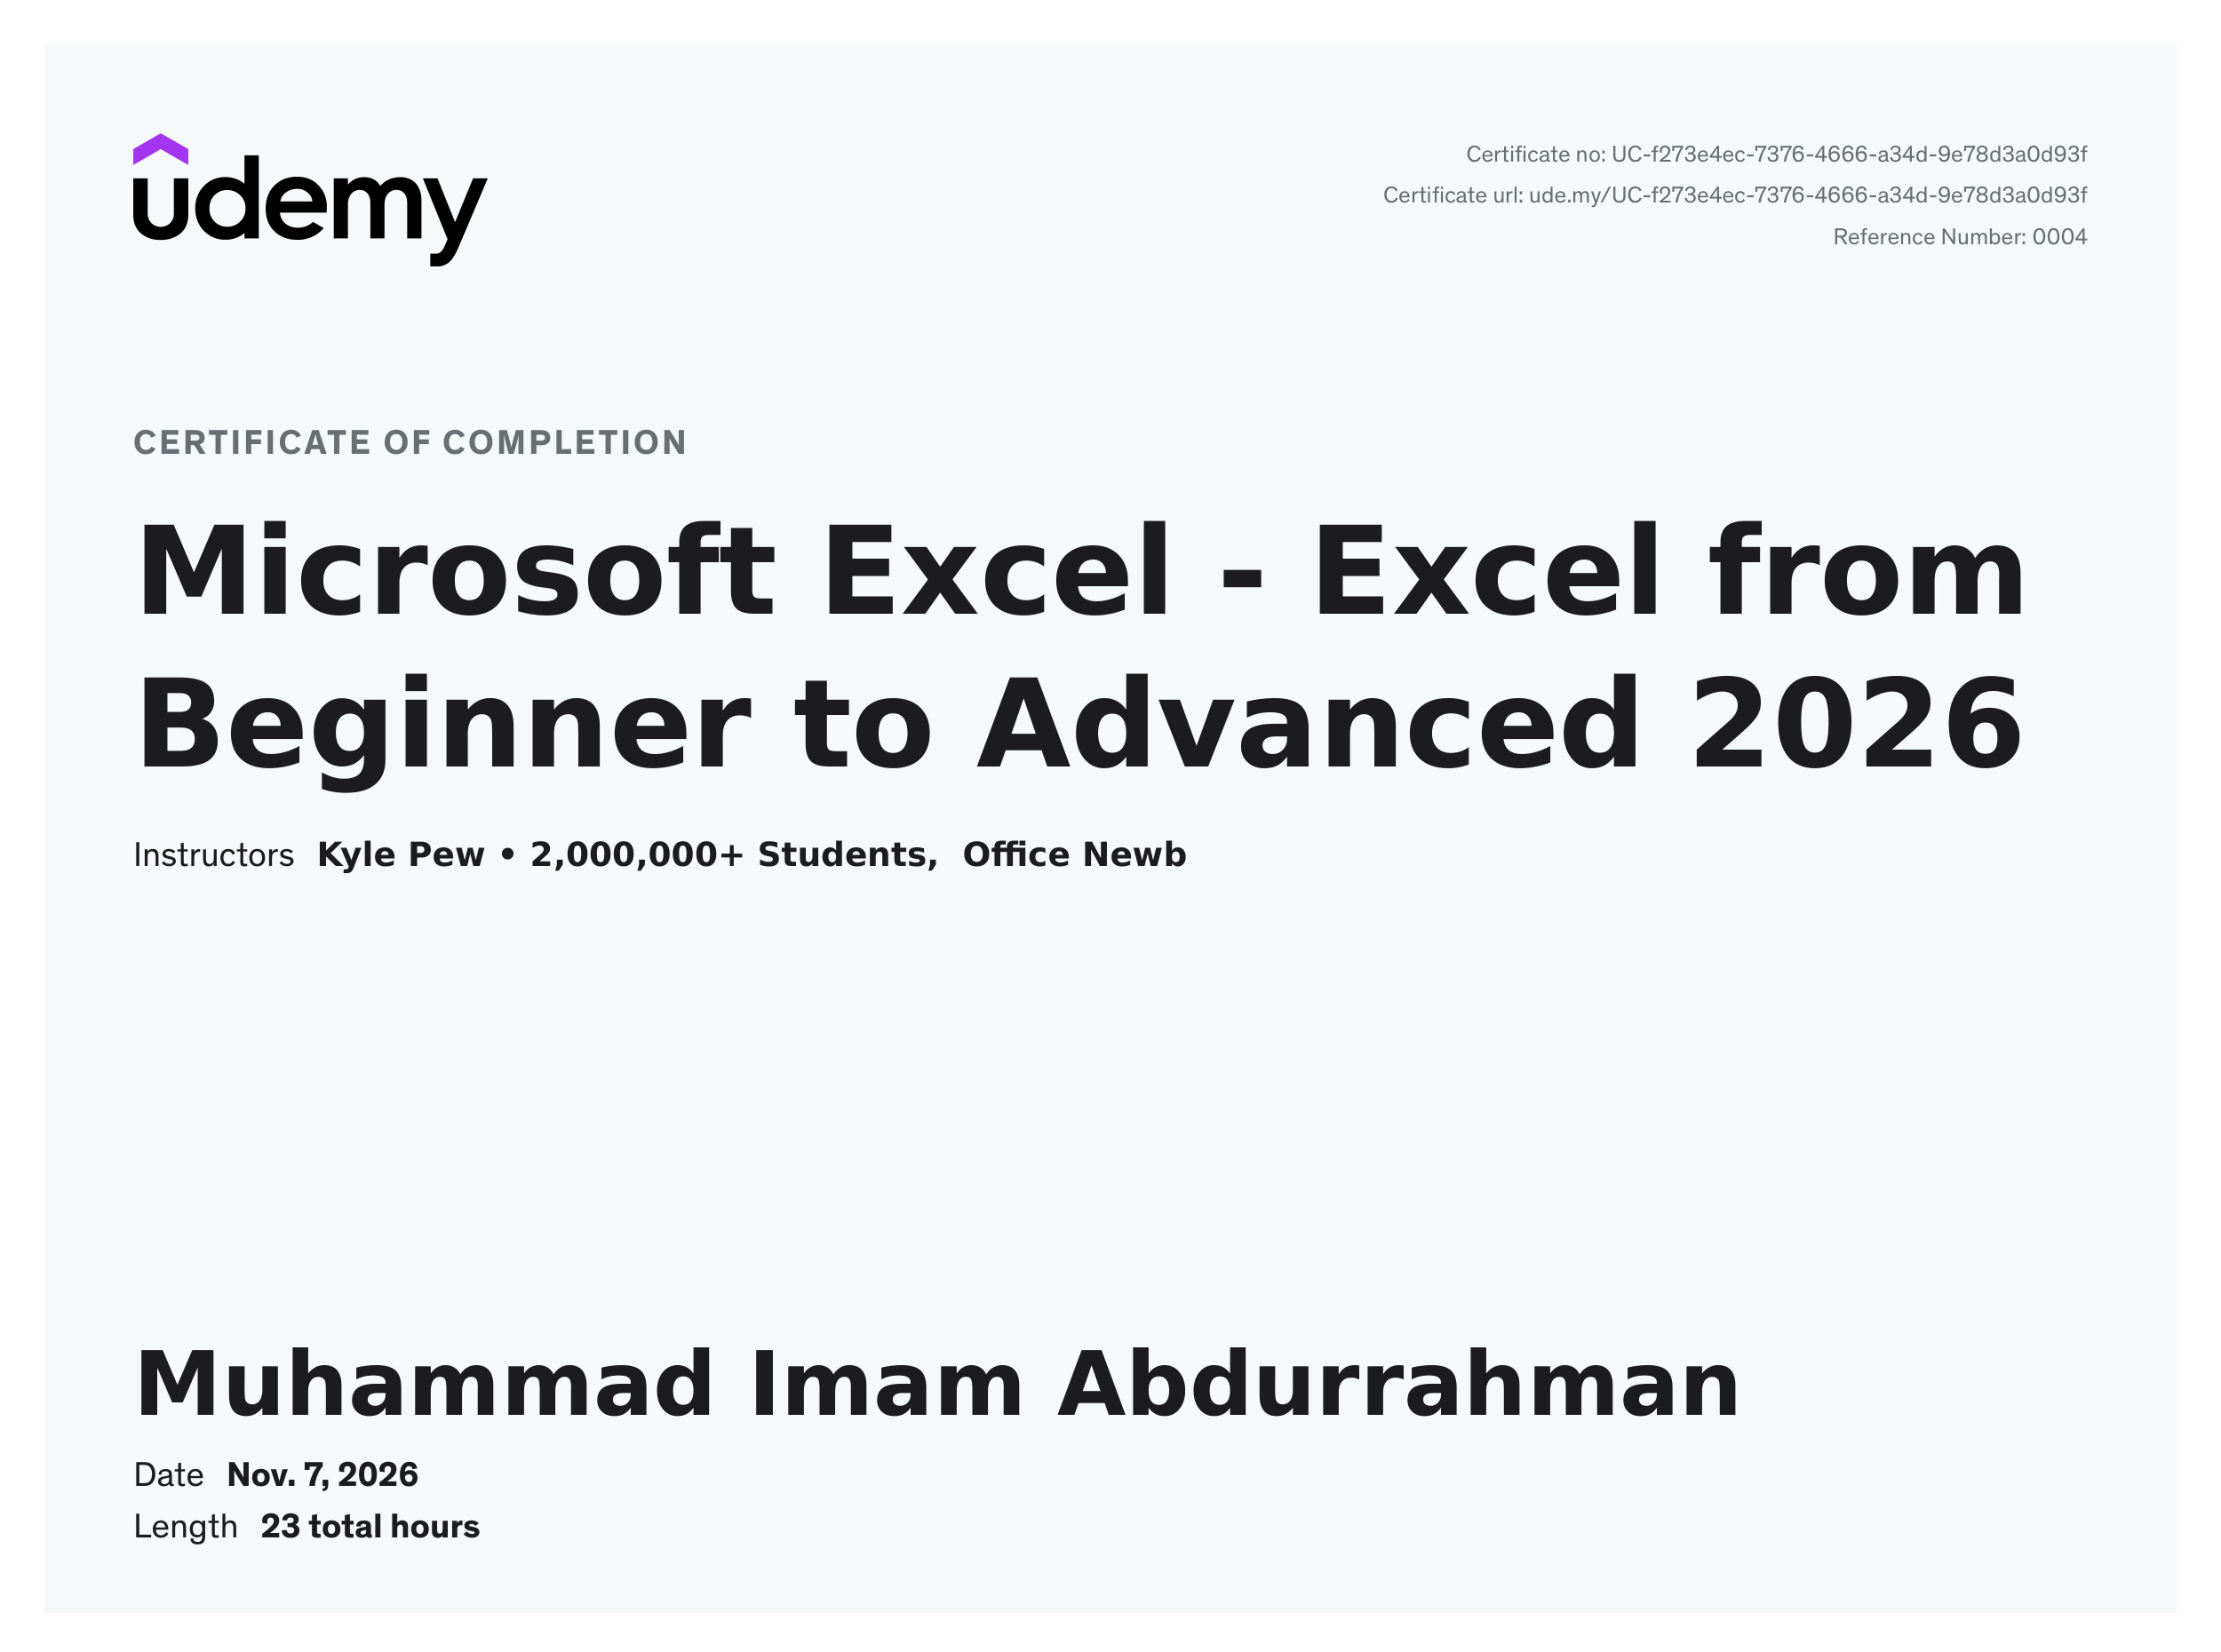 udemy
Certificate no: UC-f273e4ec-7376-4666-a34d-9e78d3a0d93f
Certificate url: ude.my/UC-f273e4ec-7376-4666-a34d-9e78d3a0d93f
Reference Number: 0004
CERTIFICATE OF COMPLETION
Microsoft Excel - Excel from
Beginner to Advanced 2026
Instructors Kyle Pew • 2,000,000+ Students, Office Newb
Muhammad Imam Abdurrahman
Date Nov. 7, 2026
Length 23 total hours